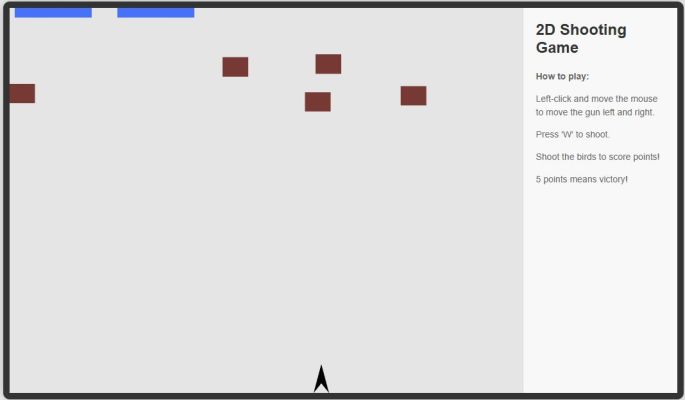 2D Shooting
Game
How to play:
Left-click and move the mouse
to move the gun left and right.
Press 'W' to shoot.
Shoot the birds to score points!
5 points means victory!